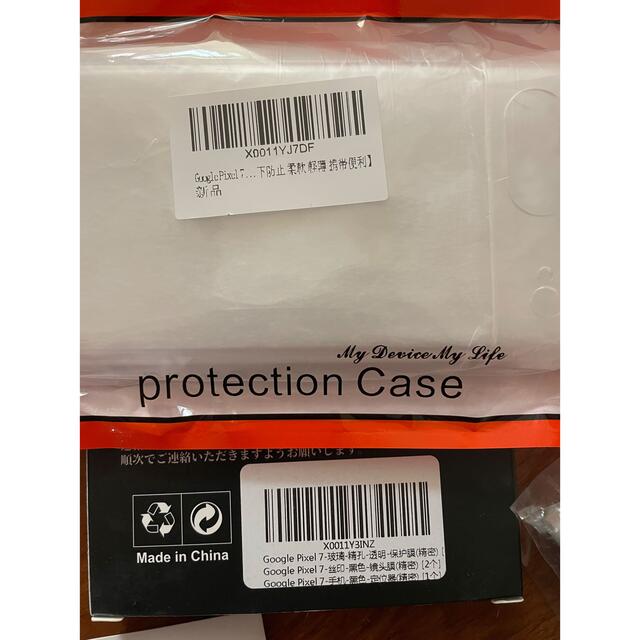 X0011YJ7DF
Google Pixel 7...下防止 柔軟 軽薄 携帯便利】
新品
My Device My Life
protection Case
順次でご連絡いただきますようお願いします。
Made in China
X0011Y3INZ
Google Pixel 7-玻璃-精孔-透明-保护膜(精密) [
Google Pixel 7-丝印-黑色-镜头膜(精密) [2个]
Google Pixel 7-手机-黑色-定位器(精密) [1个]